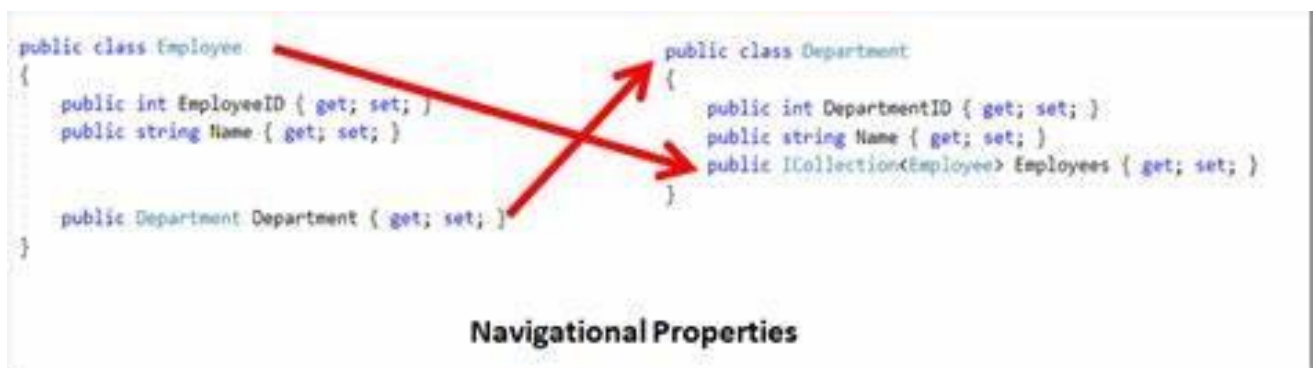 public class Employee
{
public int EmployeeID { get; set; }
public string Name { get; set; }
public Department Department { get; set; }
}
public class Department
{
public int DepartmentID { get; set; }
public string Name { get; set; }
public ICollection<Employee> Employees { get; set; }
}
Navigational Properties